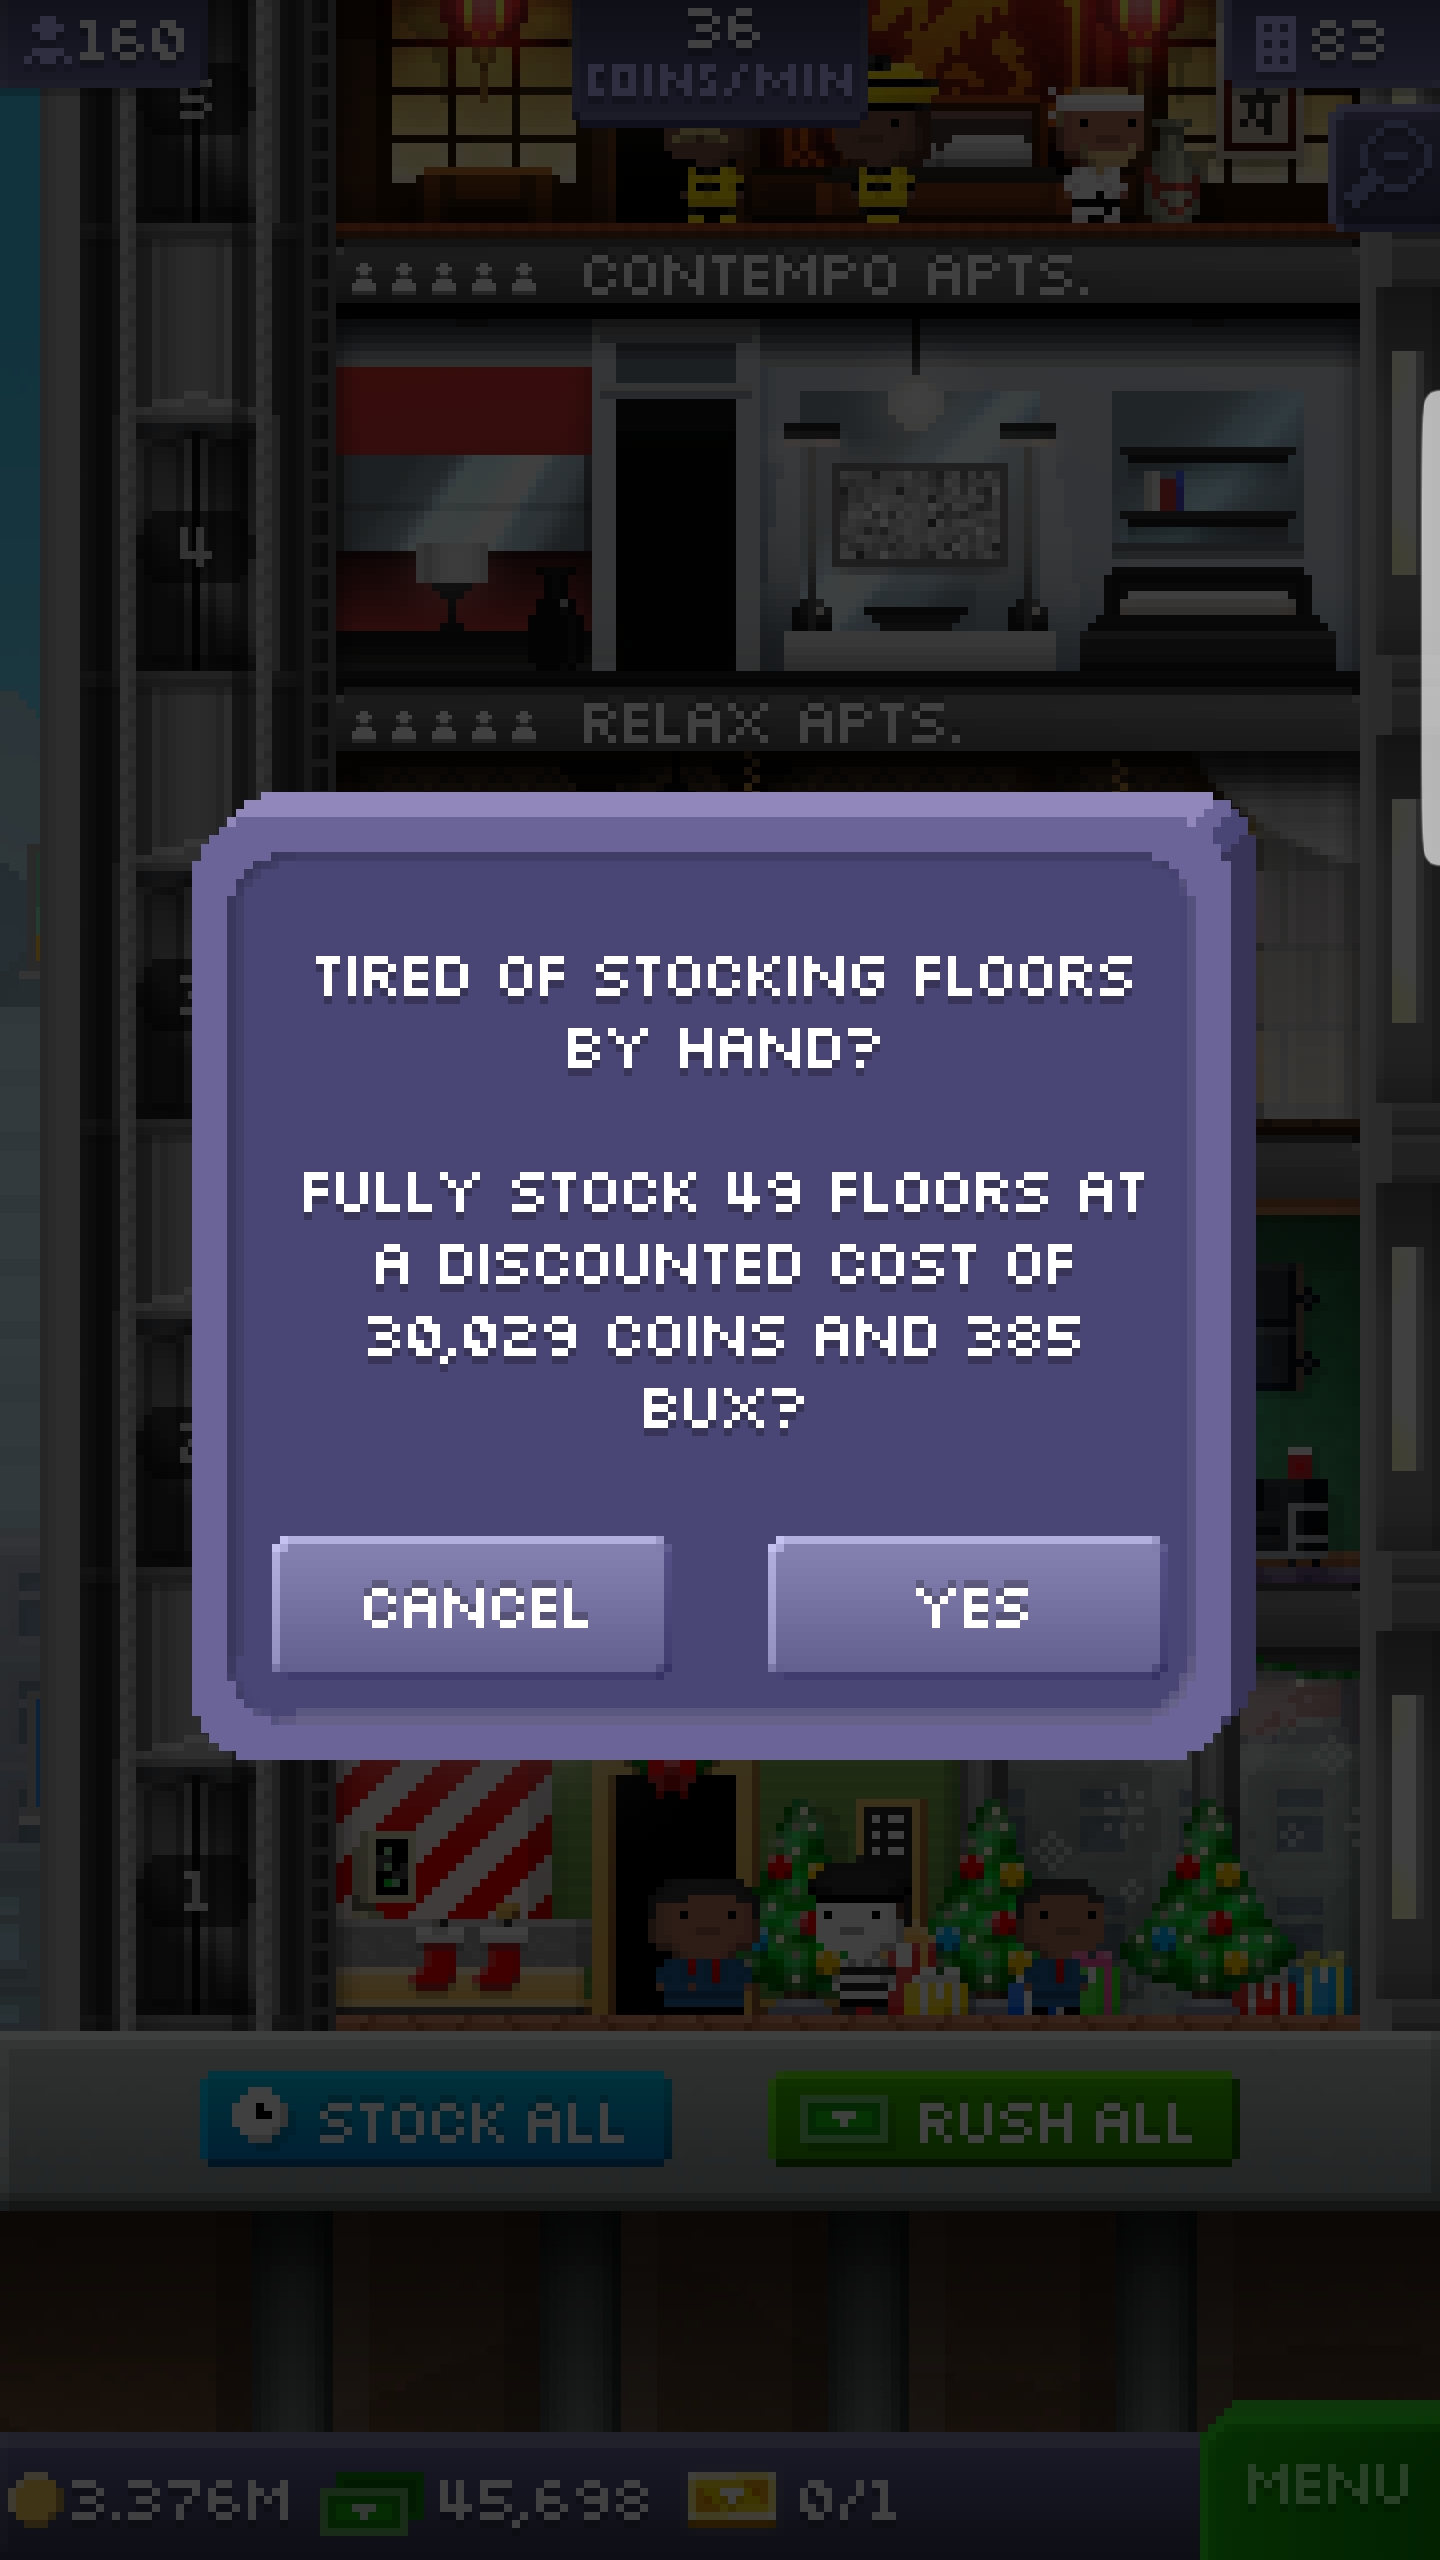 160
36
COINS/MIN
83
5
CONTEMPO APTS.
4
RELAX APTS.
TIRED OF STOCKING FLOORS
BY HAND?
FULLY STOCK 49 FLOORS AT
A DISCOUNTED COST OF
30,029 COINS AND 385
BUX?
CANCEL
YES
1
STOCK ALL
RUSH ALL
3.376M
45,698
0/1
MENU